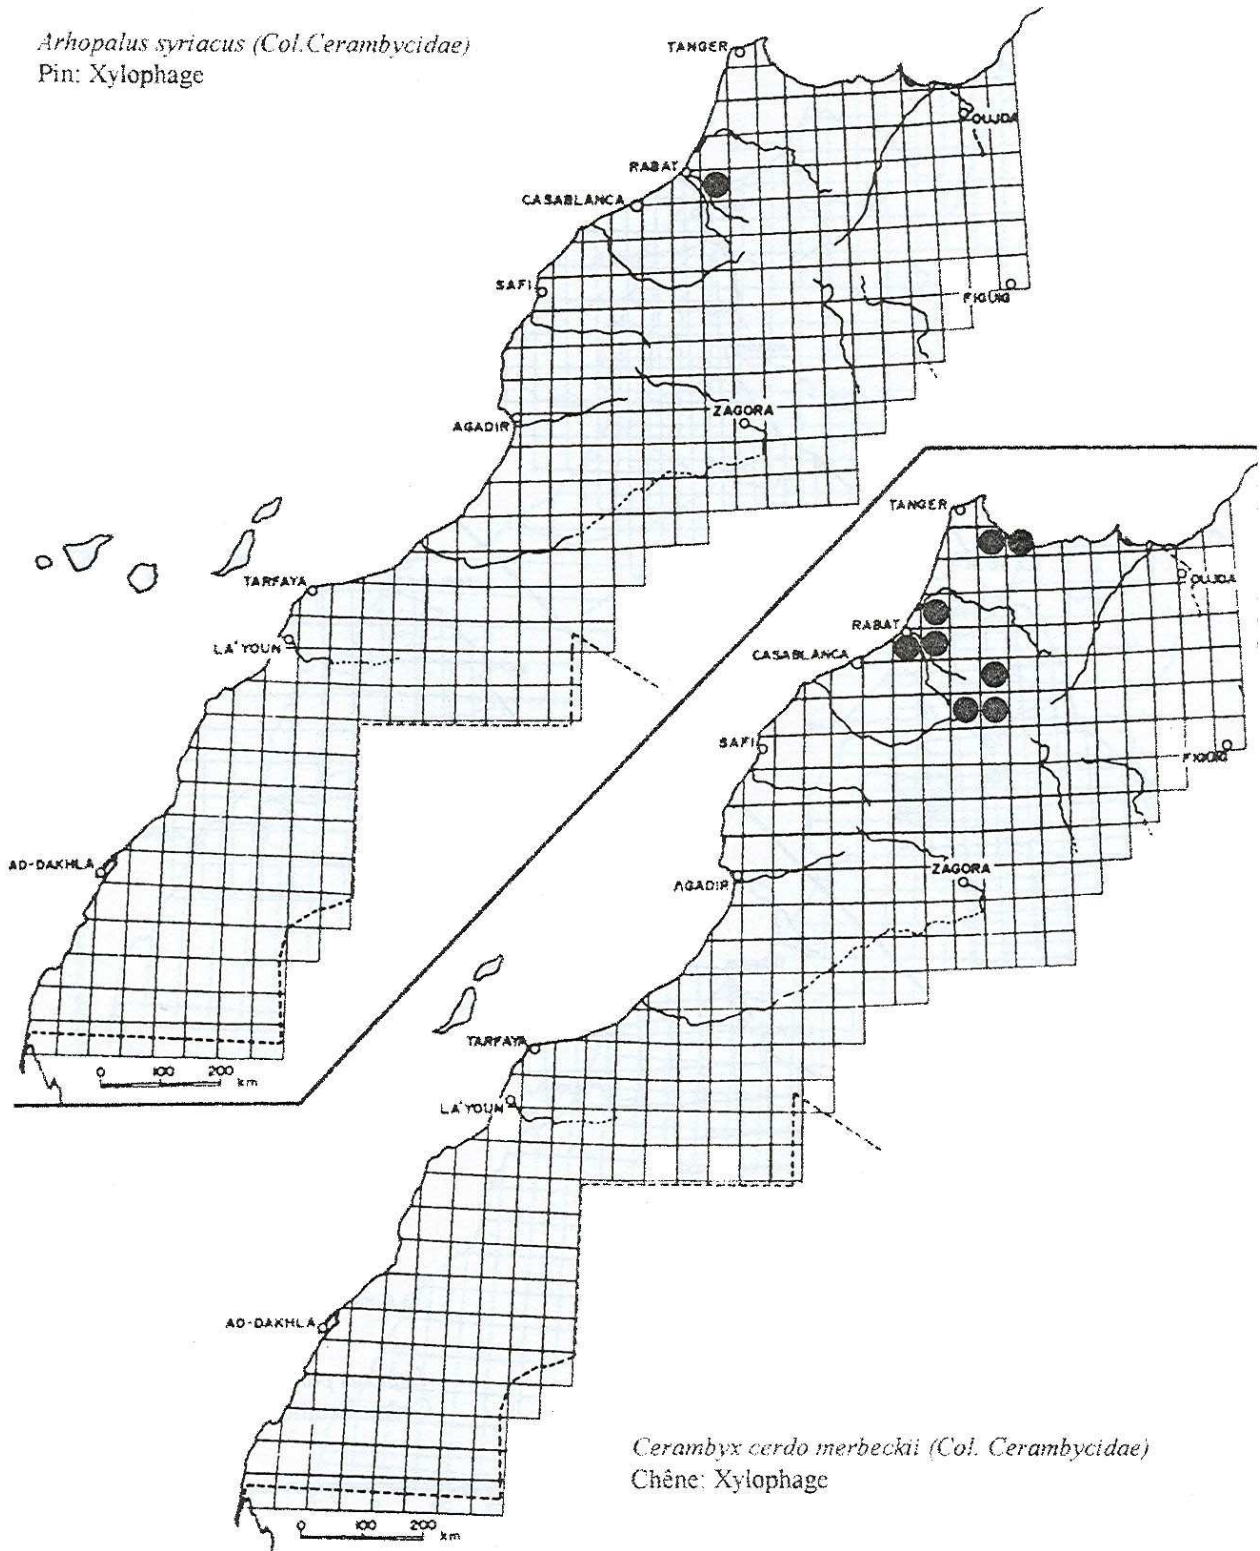 Arhopalus syriacus (Col.Cerambycidae)
Pin: Xylophage
TANGER
OUJDA
RABAT
CASABLANCA
SAFI
FIGUIG
ZAGORA
AGADIR
TARFAYA
LA'YOUN
AD-DAKHLA
0 100 200
km
TANGER
OUJDA
RABAT
CASABLANCA
SAFI
FIGUIG
ZAGORA
AGADIR
TARFAYA
LA'YOUN
AD-DAKHLA
0 100 200
km
Cerambyx cerdo merbeckii (Col. Cerambycidae)
Chêne: Xylophage